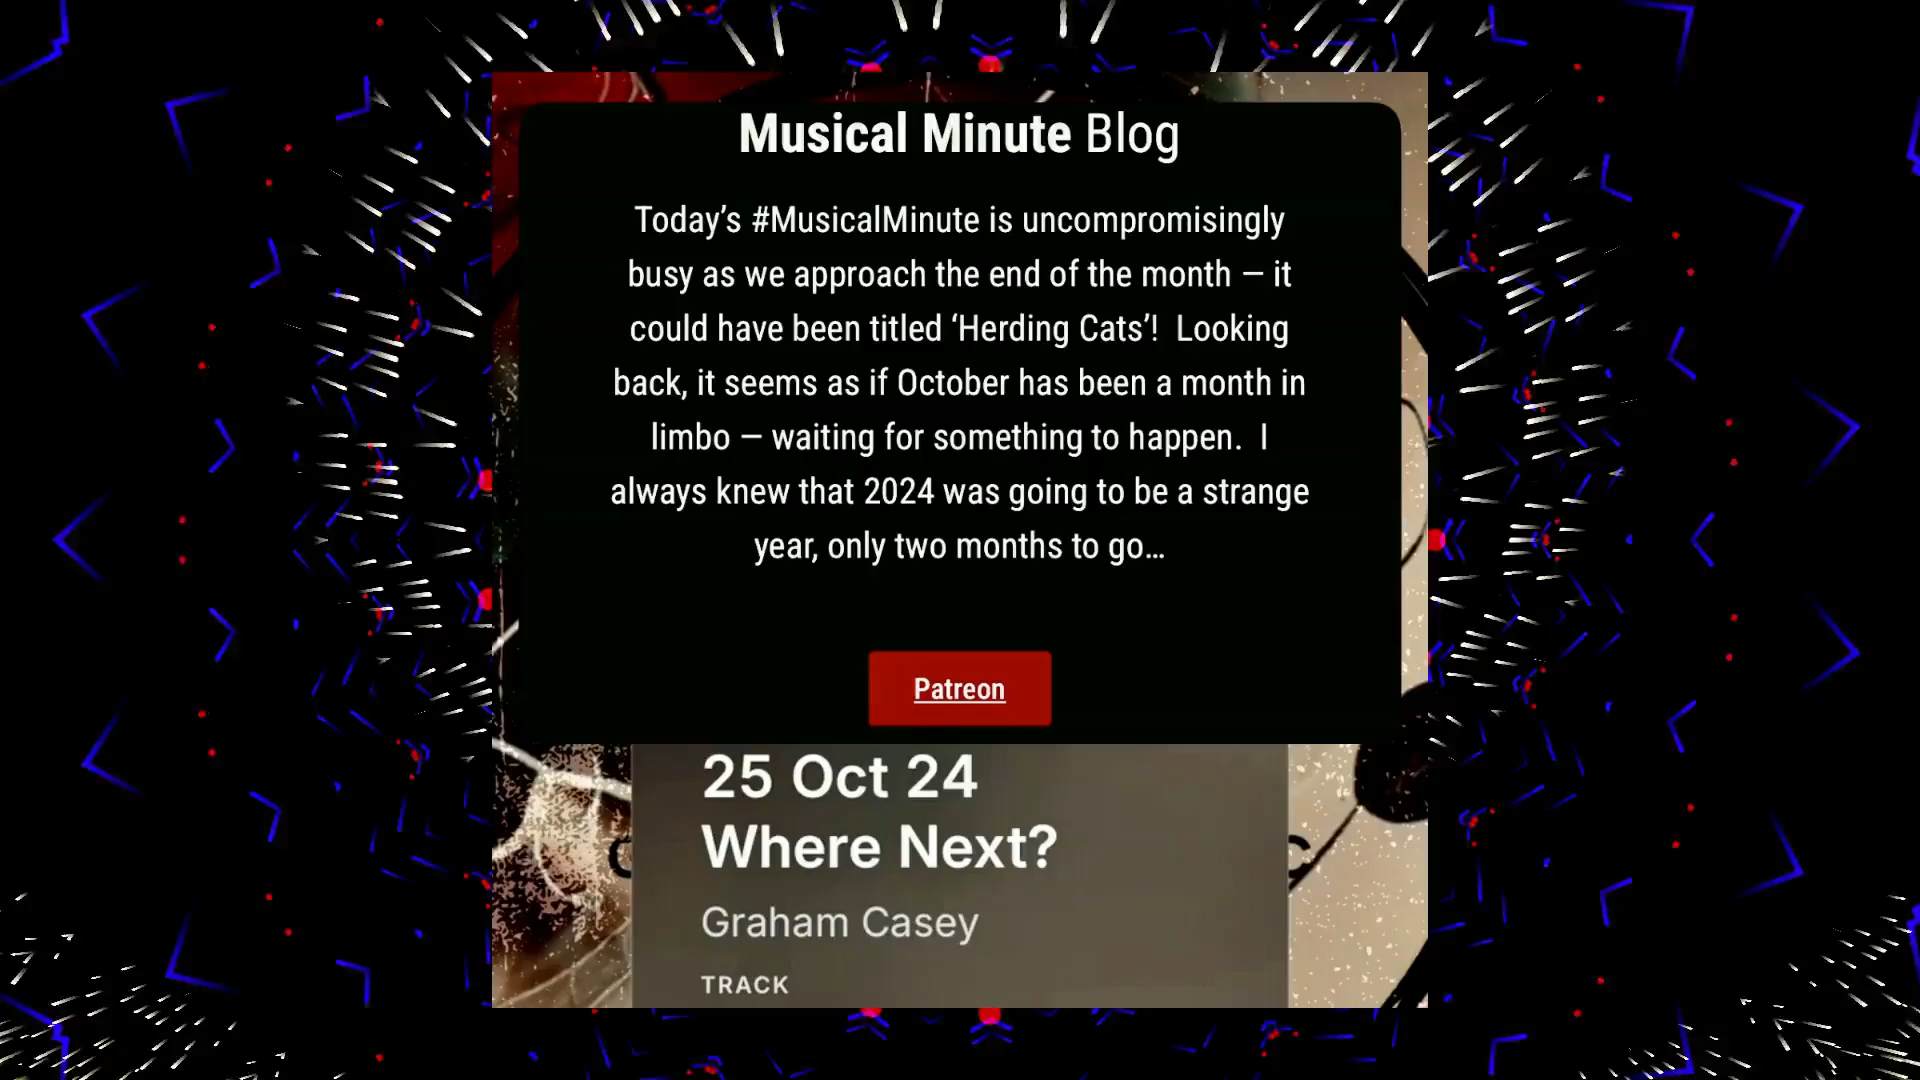 Musical Minute Blog
Today’s #MusicalMinute is uncompromisingly
busy as we approach the end of the month – it
could have been titled ‘Herding Cats’!  Looking
back, it seems as if October has been a month in
limbo – waiting for something to happen.  I
always knew that 2024 was going to be a strange
year, only two months to go…
Patreon
25 Oct 24
Where Next?
Graham Casey
TRACK